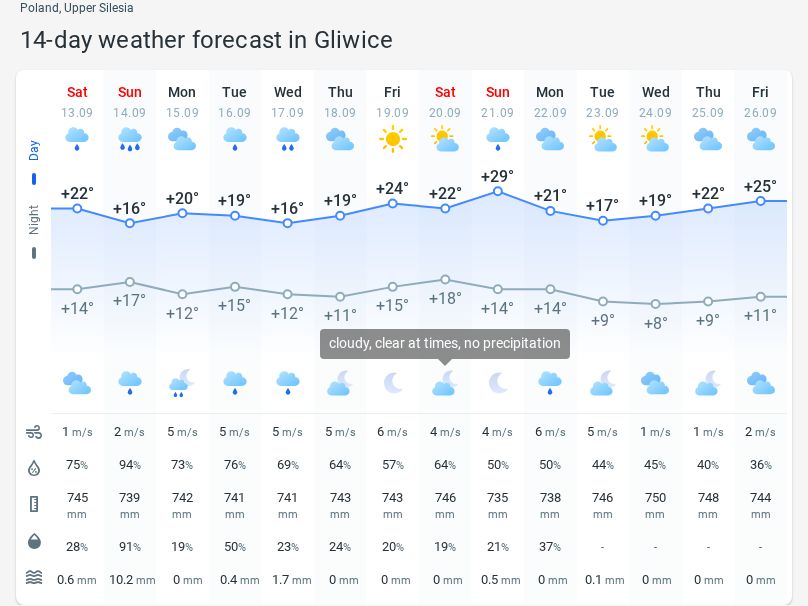 Poland, Upper Silesia
14-day weather forecast in Gliwice
Sat Sun Mon Tue Wed Thu Fri Sat Sun Mon Tue Wed Thu Fri
13.09 14.09 15.09 16.09 17.09 18.09 19.09 20.09 21.09 22.09 23.09 24.09 25.09 26.09
Day
+22° +16° +20° +19° +16° +19° +24° +22° +29° +21° +17° +19° +22° +25°
Night
+14° +17° +12° +15° +12° +11° +15° +18° +14° +14° +9° +8° +9° +11°
cloudy, clear at times, no precipitation
1 m/s 2 m/s 5 m/s 5 m/s 5 m/s 5 m/s 6 m/s 4 m/s 4 m/s 6 m/s 5 m/s 1 m/s 1 m/s 2 m/s
75% 94% 73% 76% 69% 64% 57% 64% 50% 50% 44% 45% 40% 36%
745 739 742 741 741 743 743 746 735 738 746 750 748 744
mm mm mm mm mm mm mm mm mm mm mm mm mm mm
28% 91% 19% 50% 23% 24% 20% 19% 21% 37% - - - -
0.6 mm 10.2 mm 0 mm 0.4 mm 1.7 mm 0 mm 0 mm 0 mm 0.5 mm 0 mm 0.1 mm 0 mm 0 mm 0 mm